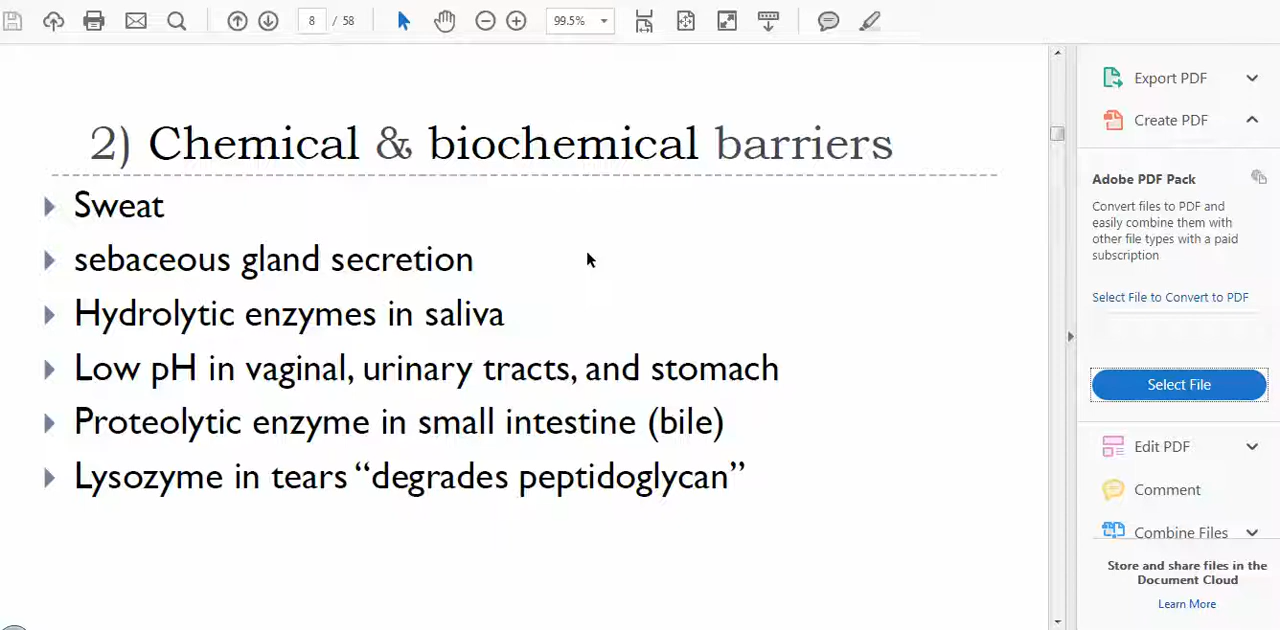 8 / 58
99.5%
Export PDF
Create PDF
2) Chemical & biochemical barriers
Sweat
sebaceous gland secretion
Hydrolytic enzymes in saliva
Low pH in vaginal, urinary tracts, and stomach
Proteolytic enzyme in small intestine (bile)
Lysozyme in tears “degrades peptidoglycan”
Adobe PDF Pack
Convert files to PDF and
easily combine them with
other file types with a paid
subscription
Select File to Convert to PDF
Select File
Edit PDF
Comment
Combine Files
Store and share files in the
Document Cloud
Learn More